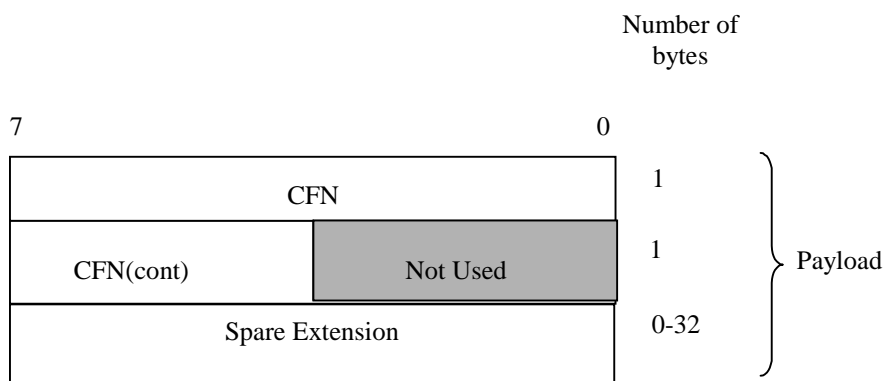 Number of
bytes
7 0
CFN 1
CFN(cont) Not Used 1
Payload
Spare Extension 0-32